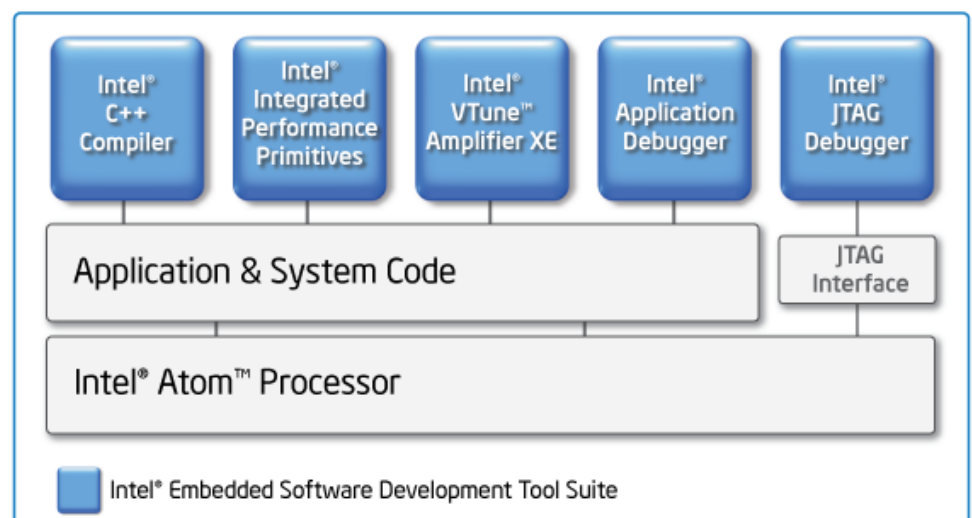 Intel®
C++
Compiler
Intel®
Integrated
Performance
Primitives
Intel®
VTune™
Amplifier XE
Intel®
Application
Debugger
Intel®
JTAG
Debugger
Application & System Code
JTAG
Interface
Intel® Atom™ Processor
Intel® Embedded Software Development Tool Suite